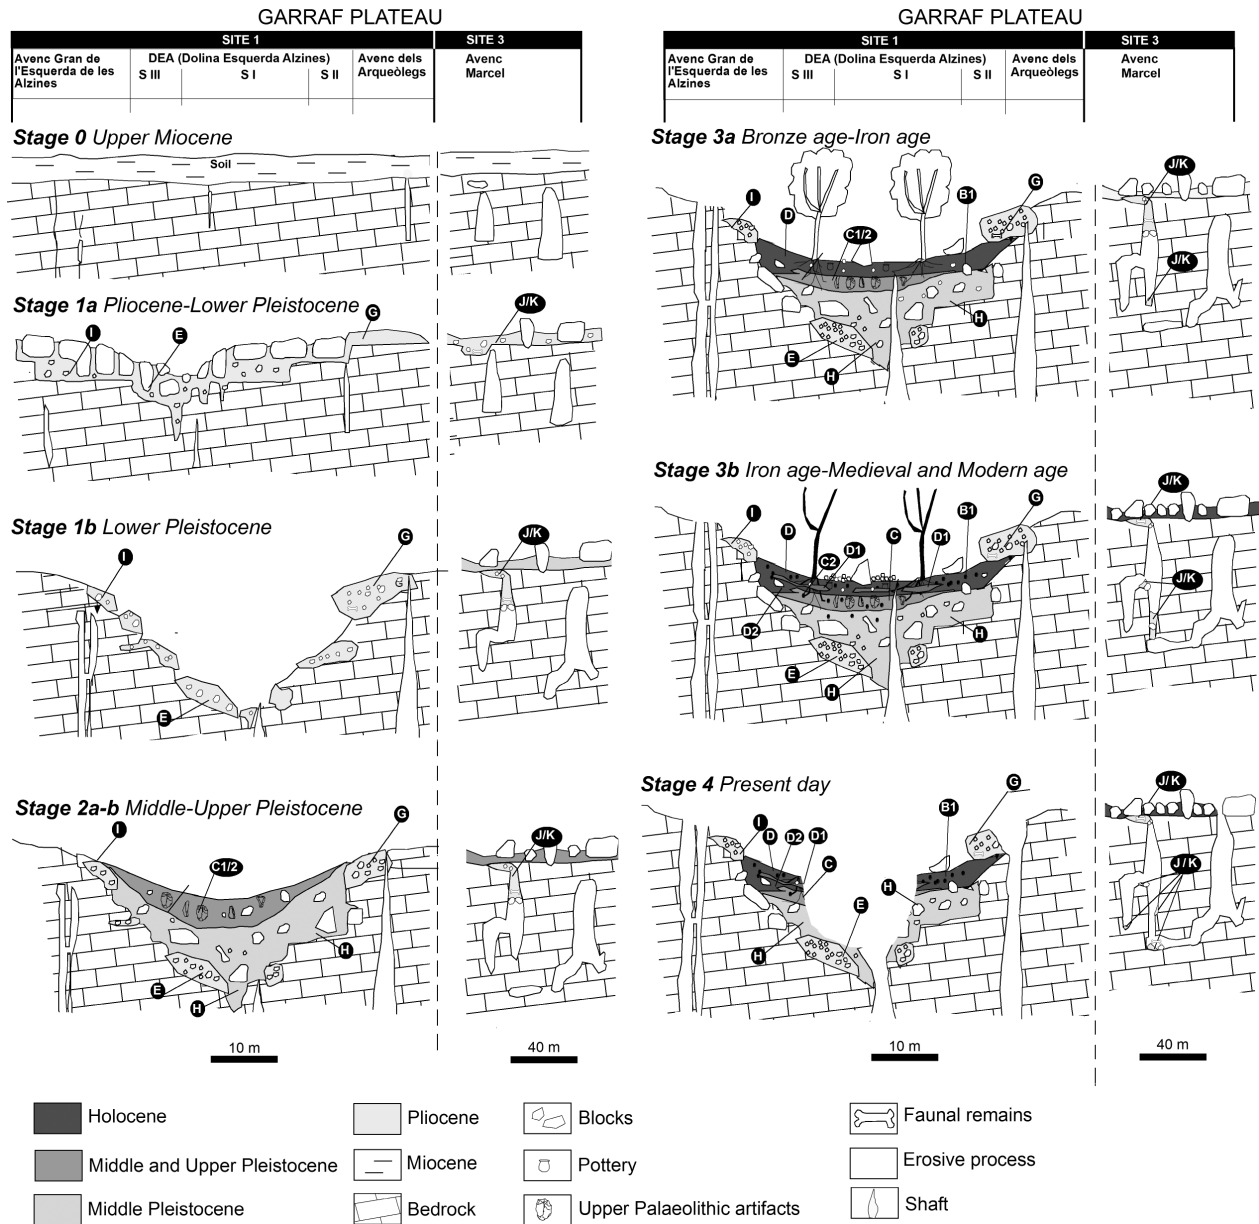 GARRAF PLATEAU
SITE 1
SITE 3
Avenc Gran de
l'Esquerda de les
Alzines
DEA (Dolina Esquerda Alzines)
S III
S I
S II
Avenc dels
Arqueòlegs
Avenc
Marcel
Stage 0 Upper Miocene
Soil
Stage 1a Pliocene-Lower Pleistocene
I
E
G
J/K
Stage 1b Lower Pleistocene
I
G
E
J/K
Stage 2a-b Middle-Upper Pleistocene
I
C1/2
G
H
E
H
J/K
10 m
40 m
GARRAF PLATEAU
SITE 1
SITE 3
Avenc Gran de
l'Esquerda de les
Alzines
DEA (Dolina Esquerda Alzines)
S III
S I
S II
Avenc dels
Arqueòlegs
Avenc
Marcel
Stage 3a Bronze age-Iron age
I
D
C1/2
B1
G
H
E
H
J/K
J/K
Stage 3b Iron age-Medieval and Modern age
I
D
C2
D1
C
D1
B1
G
D2
H
E
H
J/K
J/K
Stage 4 Present day
I
D
D2
D1
C
B1
G
H
E
H
J/K
J/K
10 m
40 m
Holocene
Middle and Upper Pleistocene
Middle Pleistocene
Pliocene
Miocene
Bedrock
Blocks
Pottery
Upper Palaeolithic artifacts
Faunal remains
Erosive process
Shaft